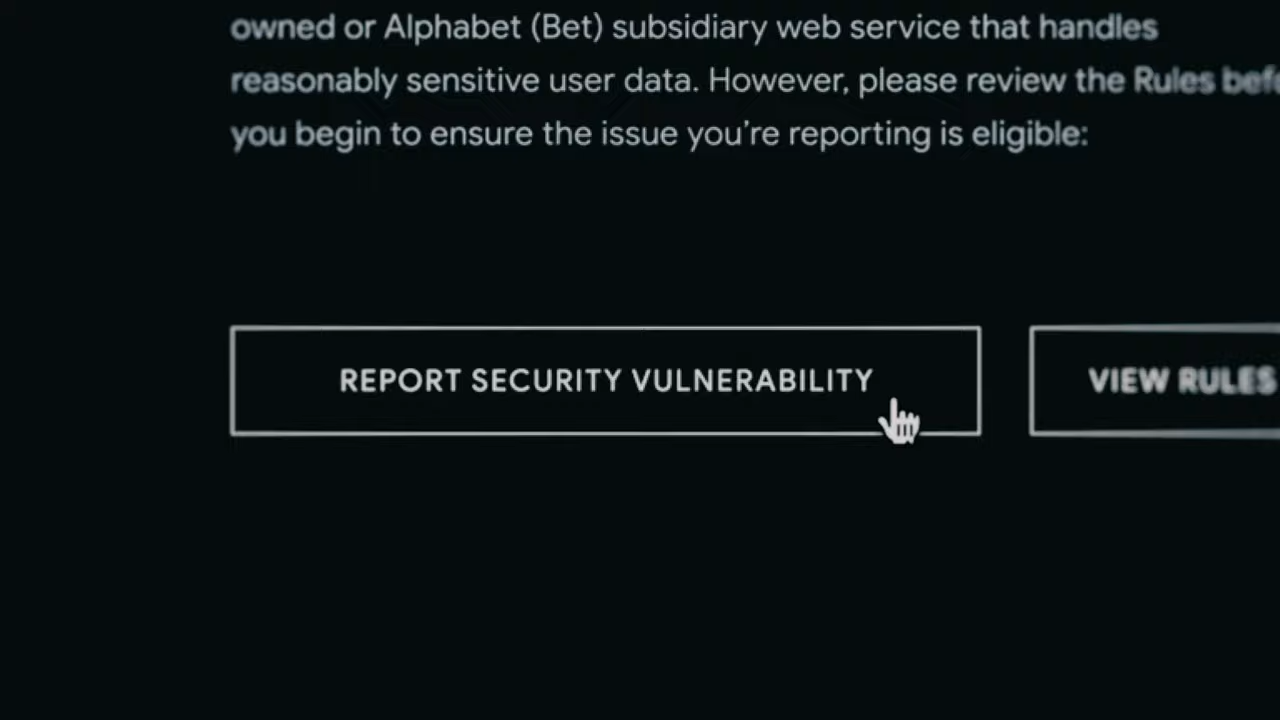 owned or Alphabet (Bet) subsidiary web service that handles
reasonably sensitive user data. However, please review the Rules befo
you begin to ensure the issue you're reporting is eligible:
REPORT SECURITY VULNERABILITY
VIEW RULES